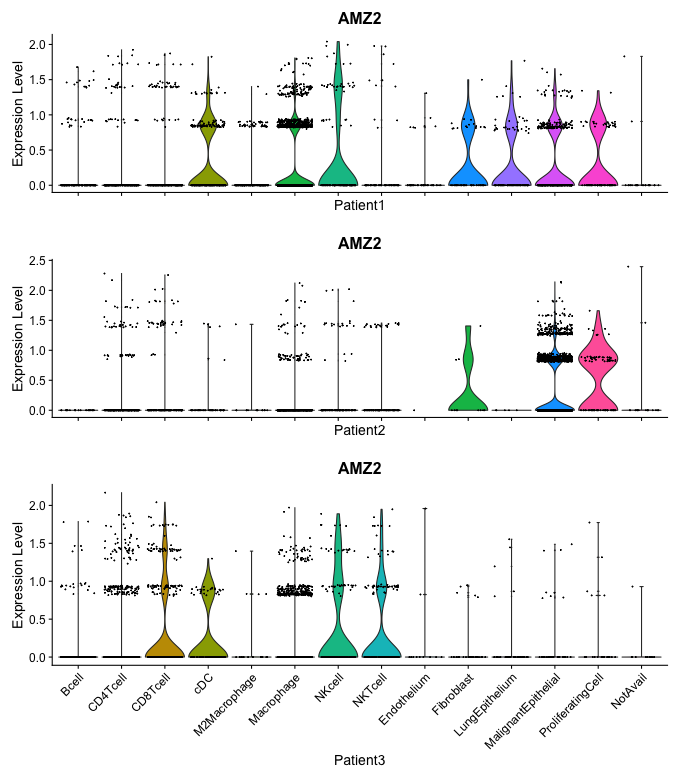 AMZ2
Expression Level
2.0
1.5
1.0
0.5
0.0
Patient1
AMZ2
Expression Level
2.5
2.0
1.5
1.0
0.5
0.0
Patient2
AMZ2
Expression Level
2.0
1.5
1.0
0.5
0.0
Bcell
CD4Tcell
CD8Tcell
cDC
M2Macrophage
Macrophage
NKcell
NKTcell
Endothelium
Fibroblast
LungEpithelium
MalignantEpithelial
ProliferatingCell
NotAvail
Patient3